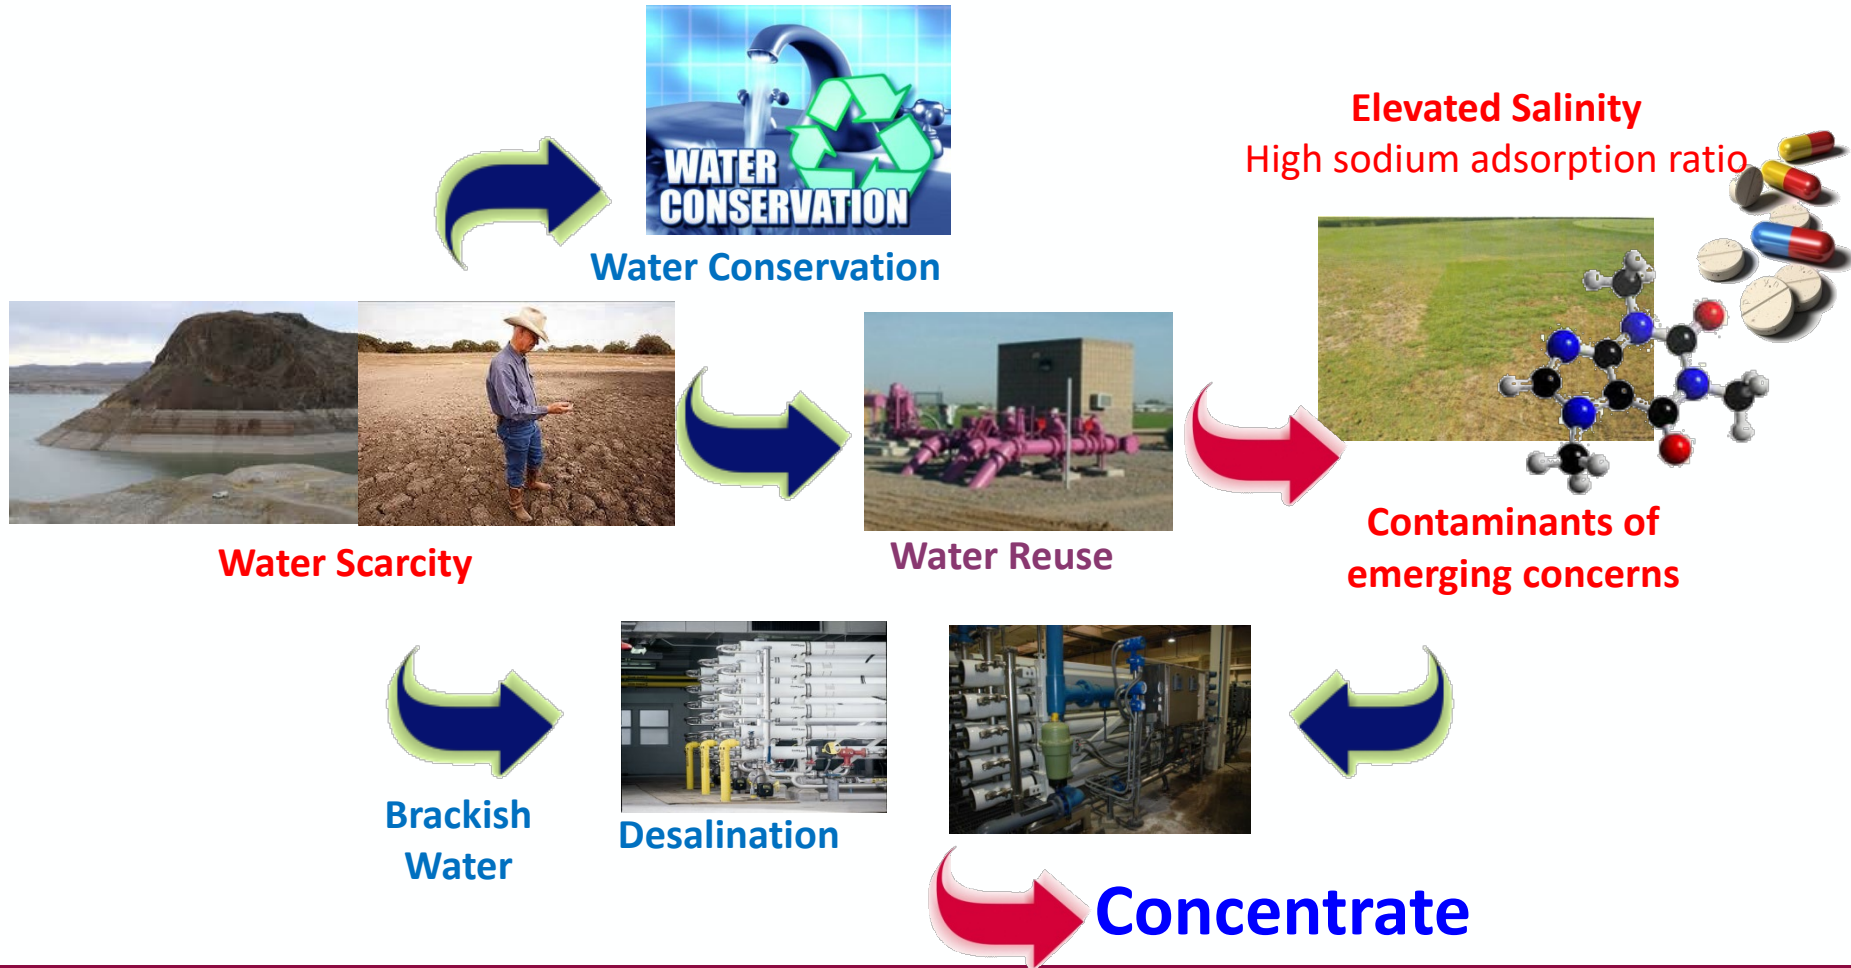 WATER
CONSERVATION
Water Conservation
Elevated Salinity
High sodium adsorption ratio
Water Scarcity
Water Reuse
Contaminants of
emerging concerns
Brackish
Water
Desalination
Concentrate